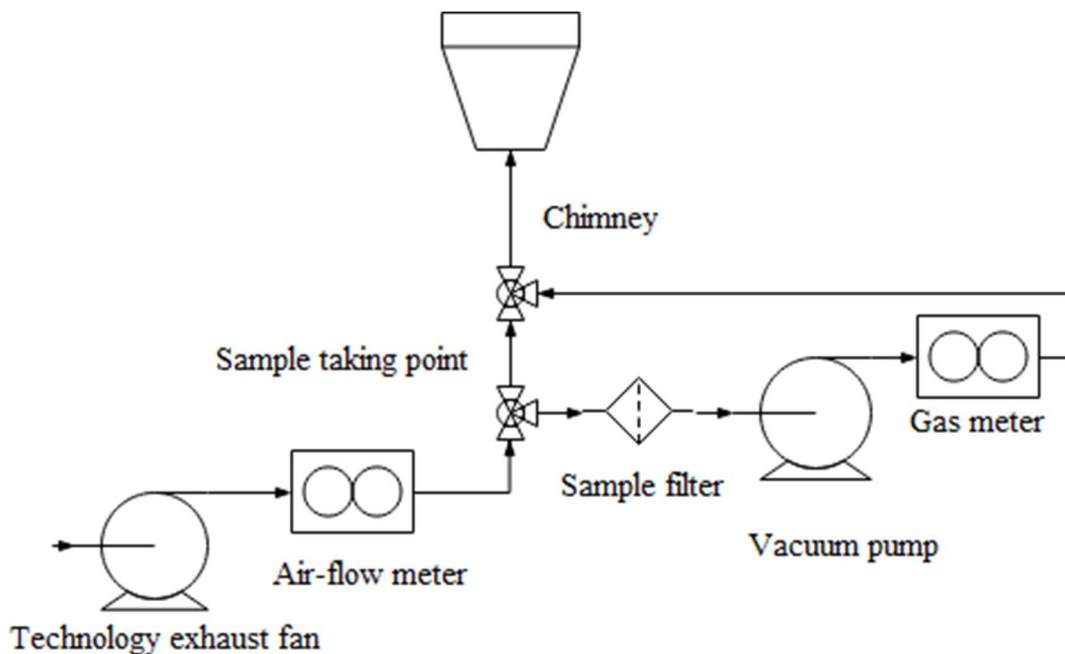 Chimney
Sample taking point
Gas meter
Sample filter
Vacuum pump
Air-flow meter
Technology exhaust fan